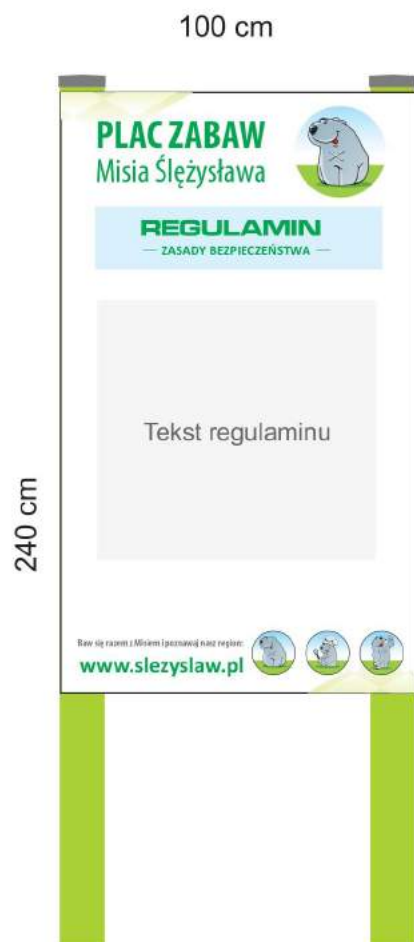 100 cm
PLAC ZABAW
Misia Ślężysława
REGULAMIN
— ZASADY BEZPIECZEŃSTWA —
Tekst regulaminu
240 cm
Baw się razem z Misiem i poznawaj nasz region:
www.slezyslaw.pl